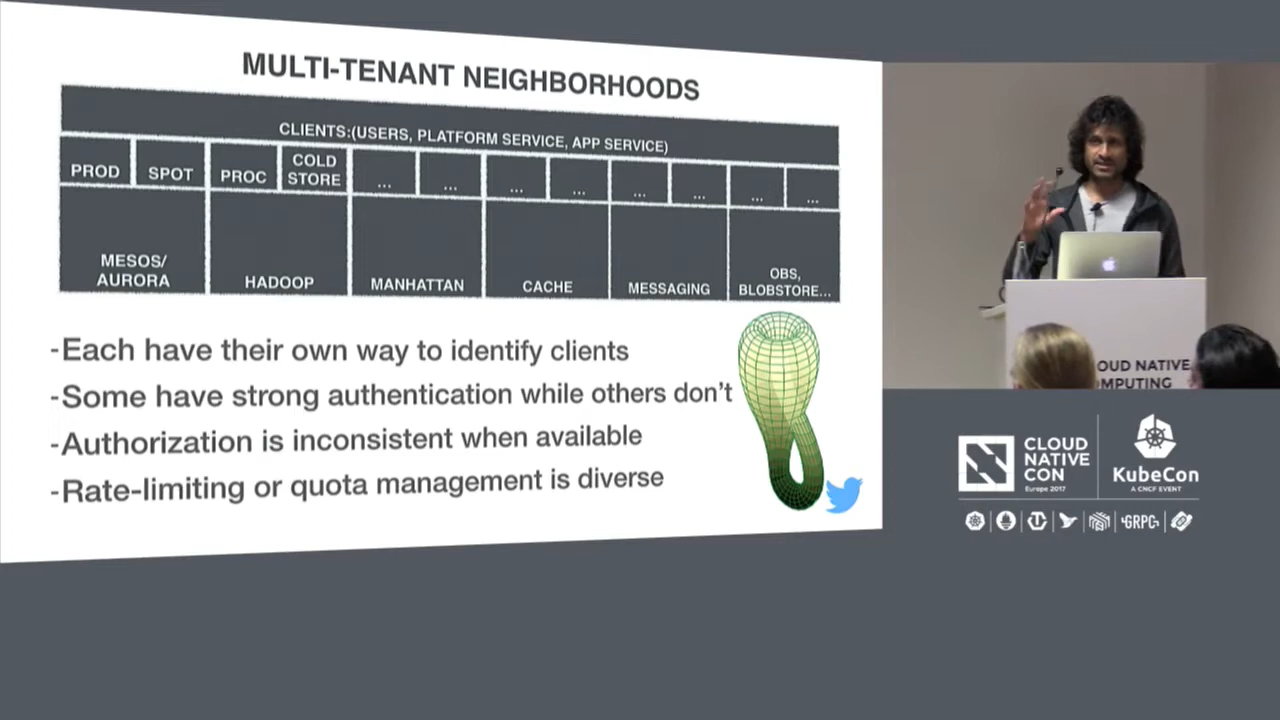 MULTI-TENANT NEIGHBORHOODS
CLIENTS:(USERS, PLATFORM SERVICE, APP SERVICE)
PROD
SPOT
PROC
COLD
STORE
...
...
...
...
...
...
...
...
MESOS/
AURORA
HADOOP
MANHATTAN
CACHE
MESSAGING
OBS,
BLOBSTORE...
-Each have their own way to identify clients
-Some have strong authentication while others don't
-Authorization is inconsistent when available
-Rate-limiting or quota management is diverse
OUD NATIVE
MPUTING
CLOUD
NATIVE
CON
Europe 2017
KubeCon
A CNCF EVENT
GRPC